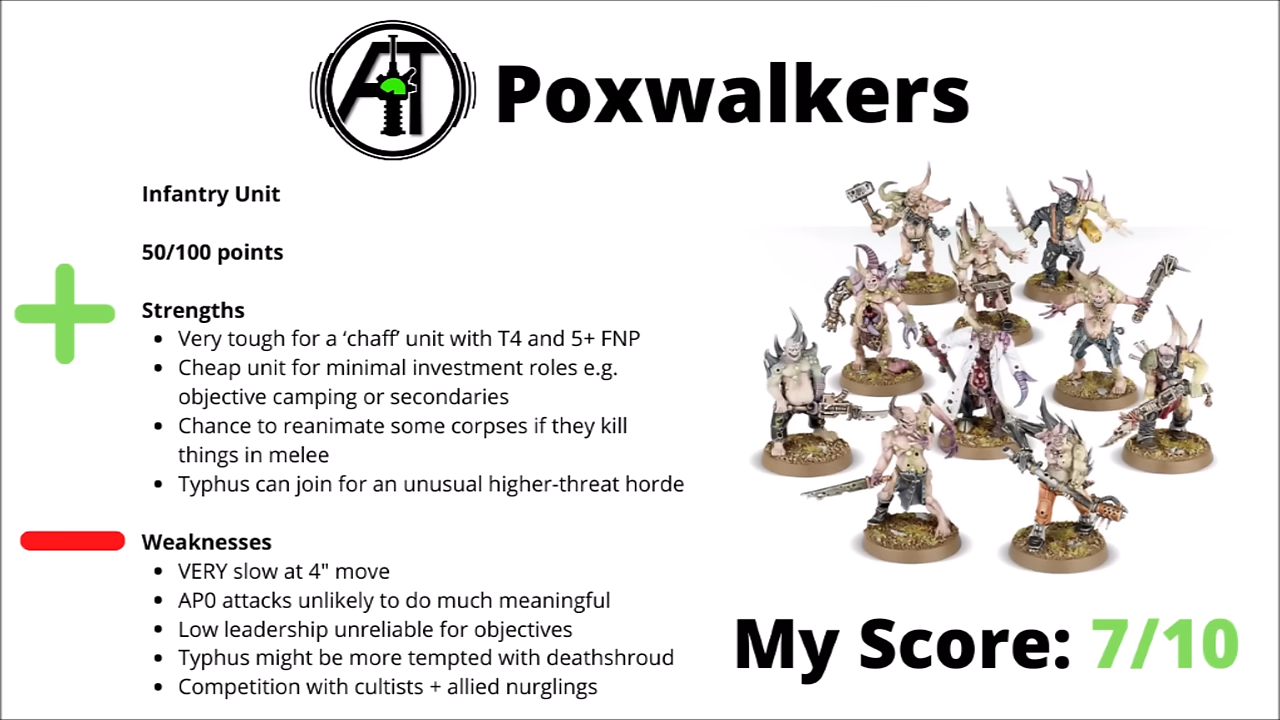 AT
Poxwalkers
Infantry Unit
50/100 points
Strengths
• Very tough for a ‘chaff’ unit with T4 and 5+ FNP
• Cheap unit for minimal investment roles e.g.
objective camping or secondaries
• Chance to reanimate some corpses if they kill
things in melee
• Typhus can join for an unusual higher-threat horde
Weaknesses
• VERY slow at 4" move
• AP0 attacks unlikely to do much meaningful
• Low leadership unreliable for objectives
• Typhus might be more tempted with deathshroud
• Competition with cultists + allied nurglings
My Score: 7/10